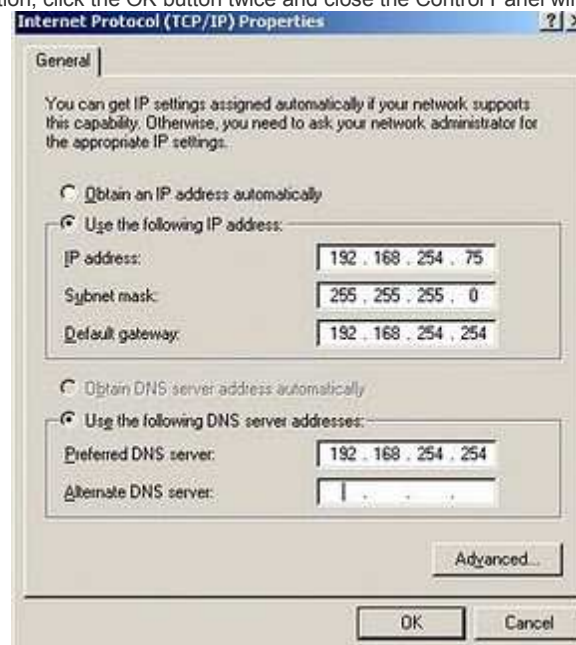 tion, click the OK button twice and close the Control Panel wi
Internet Protocol (TCP/IP) Properties
General
You can get IP settings assigned automatically if your network supports
this capability. Otherwise, you need to ask your network administrator for
the appropriate IP settings.
Obtain an IP address automatically
Use the following IP address:
IP address: 192 . 168 . 254 . 75
Subnet mask: 255 . 255 . 255 . 0
Default gateway: 192 . 168 . 254 . 254
Obtain DNS server address automatically
Use the following DNS server addresses:
Preferred DNS server: 192 . 168 . 254 . 254
Alternate DNS server: . . .
Advanced...
OK Cancel